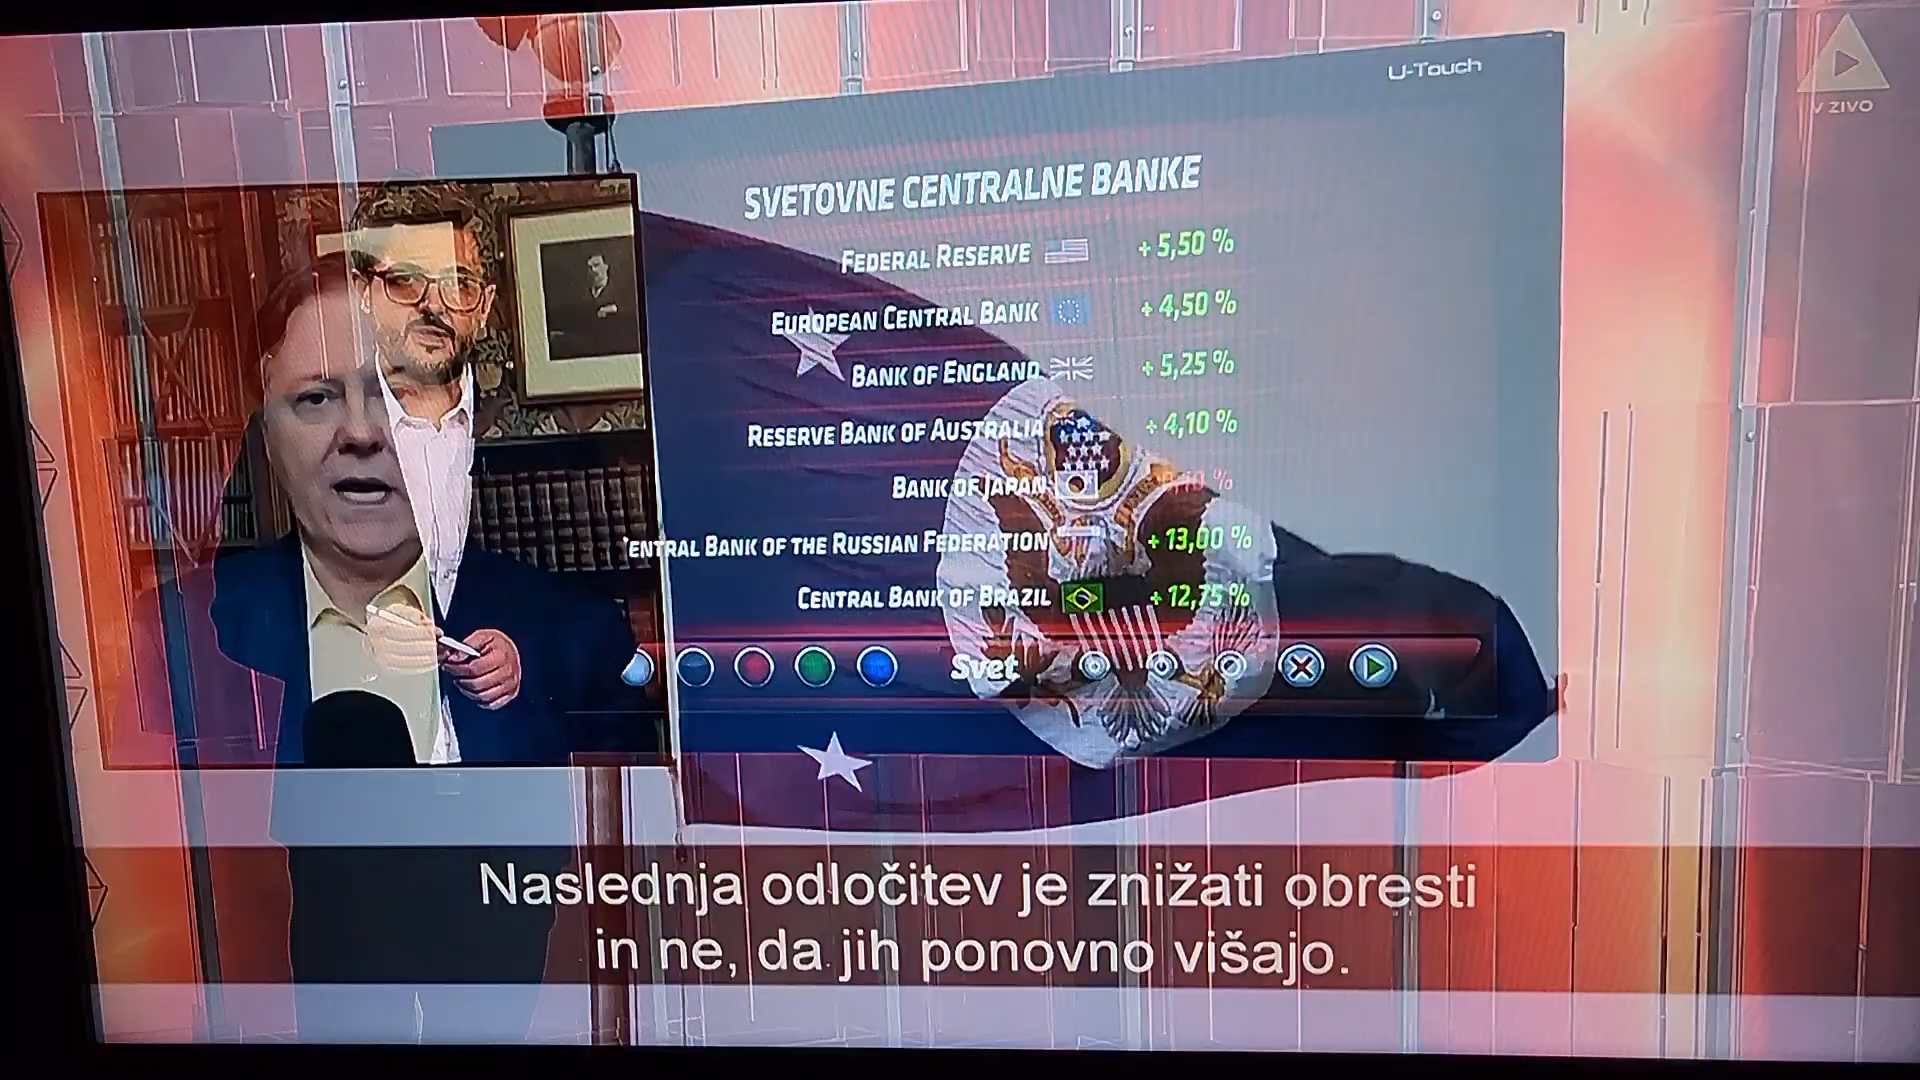 U-Touch
V ZIVO
SVETOVNE CENTRALNE BANKE
FEDERAL RESERVE + 5,50 %
EUROPEAN CENTRAL BANK + 4,50 %
BANK OF ENGLAND + 5,25 %
RESERVE BANK OF AUSTRALIA + 4,10 %
BANK OF JAPAN %
ENTRAL BANK OF THE RUSSIAN FEDERATION + 13,00 %
CENTRAL BANK OF BRAZIL + 12,75 %
Svet
Naslednja odločitev je znižati obresti
in ne, da jih ponovno višajo.